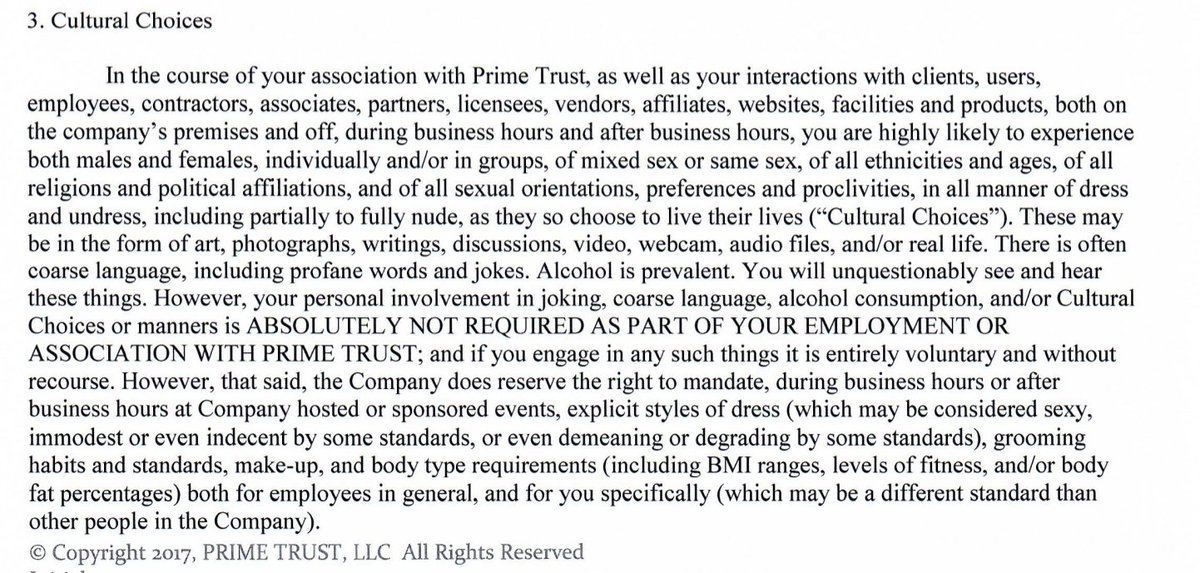 3. Cultural Choices
In the course of your association with Prime Trust, as well as your interactions with clients, users,
employees, contractors, associates, partners, licensees, vendors, affiliates, websites, facilities and products, both on
the company's premises and off, during business hours and after business hours, you are highly likely to experience
both males and females, individually and/or in groups, of mixed sex or same sex, of all ethnicities and ages, of all
religions and political affiliations, and of all sexual orientations, preferences and proclivities, in all manner of dress
and undress, including partially to fully nude, as they so choose to live their lives (“Cultural Choices”). These may
be in the form of art, photographs, writings, discussions, video, webcam, audio files, and/or real life. There is often
coarse language, including profane words and jokes. Alcohol is prevalent. You will unquestionably see and hear
these things. However, your personal involvement in joking, coarse language, alcohol consumption, and/or Cultural
Choices or manners is ABSOLUTELY NOT REQUIRED AS PART OF YOUR EMPLOYMENT OR
ASSOCIATION WITH PRIME TRUST; and if you engage in any such things it is entirely voluntary and without
recourse. However, that said, the Company does reserve the right to mandate, during business hours or after
business hours at Company hosted or sponsored events, explicit styles of dress (which may be considered sexy,
immodest or even indecent by some standards, or even demeaning or degrading by some standards), grooming
habits and standards, make-up, and body type requirements (including BMI ranges, levels of fitness, and/or body
fat percentages) both for employees in general, and for you specifically (which may be a different standard than
other people in the Company).
© Copyright 2017, PRIME TRUST, LLC All Rights Reserved